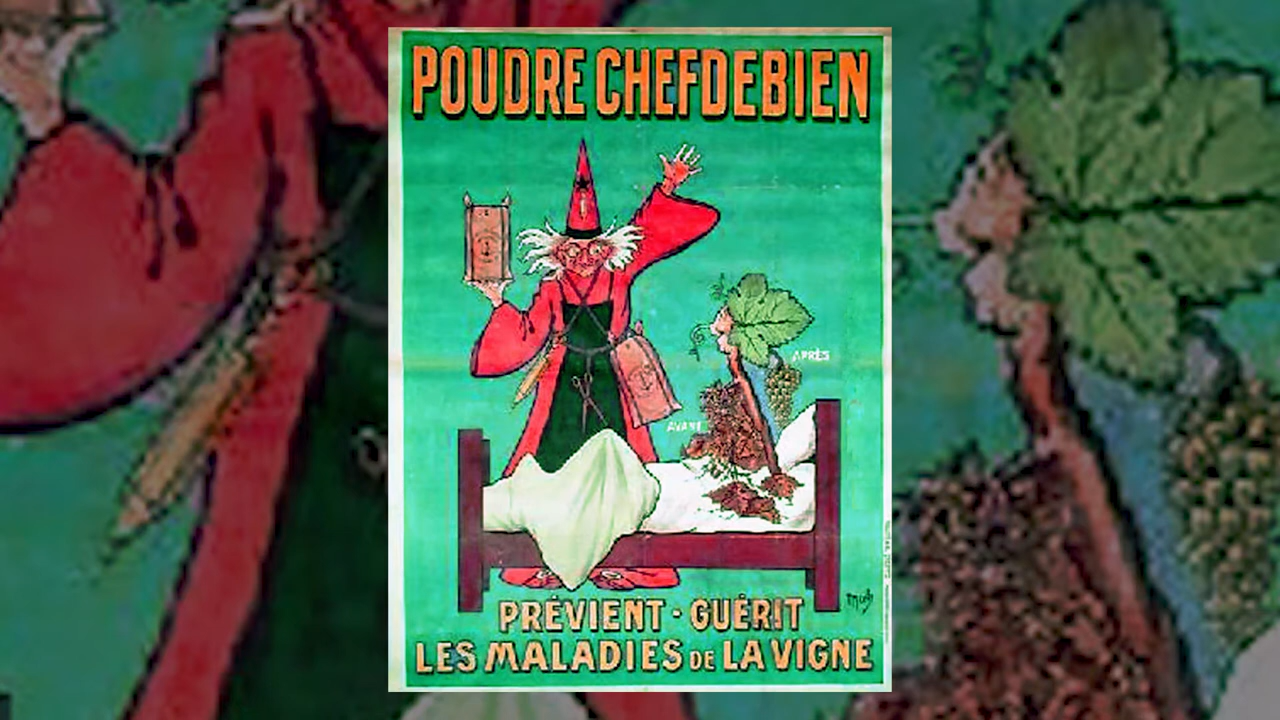 POUDRE CHEFDEBIEN
APRÈS
AVANT
PRÉVIENT - GUÉRIT
LES MALADIES DE LA VIGNE